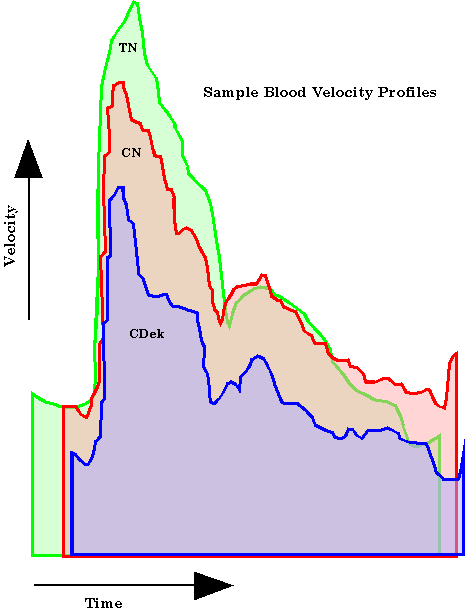 TN
Sample Blood Velocity Profiles
CN
Velocity
CDek
Time